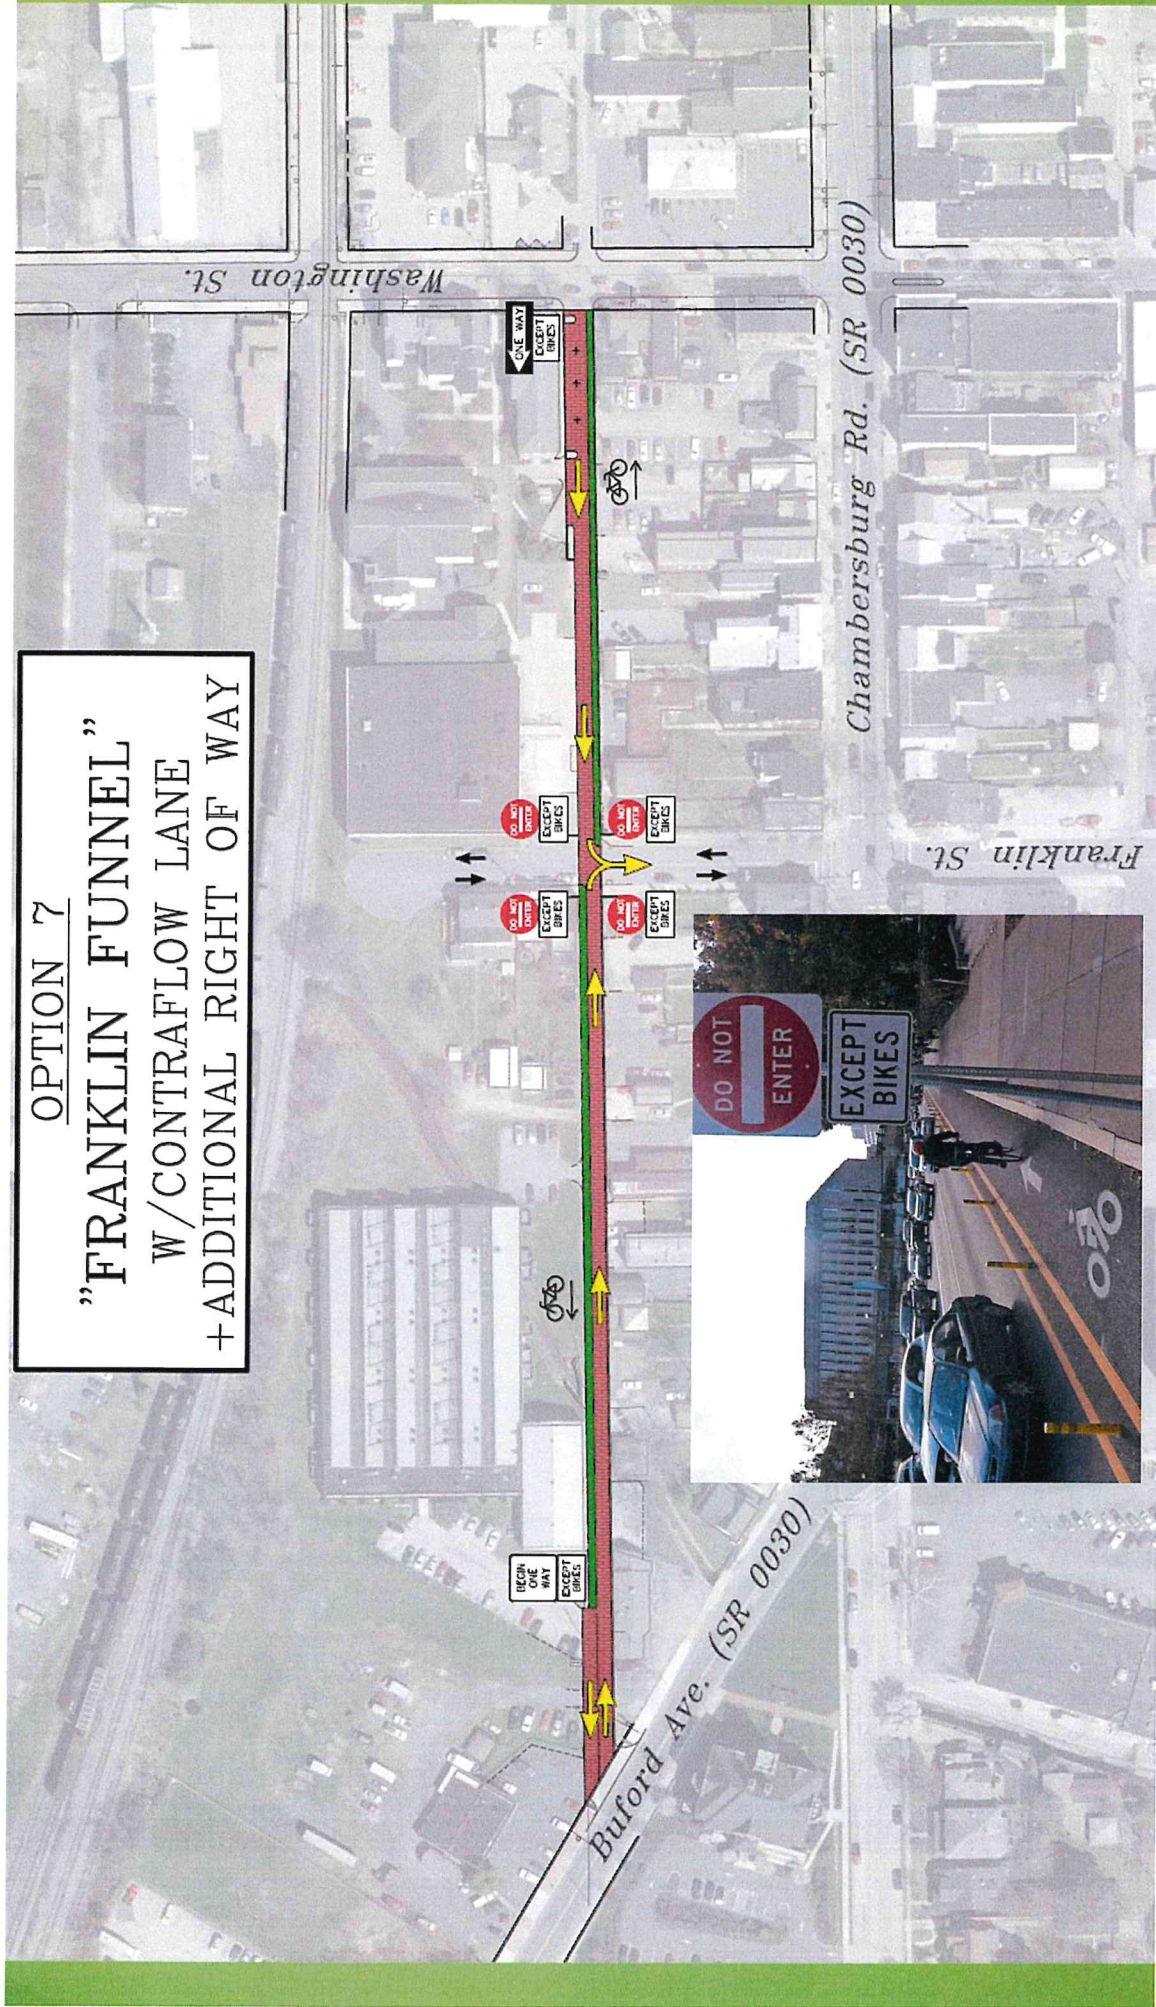 OPTION 7
"FRANKLIN FUNNEL"
W/CONTRAFLOW LANE
+ADDITIONAL RIGHT OF WAY
BEGIN
ONE
WAY
EXCEPT
BIKES
DO NOT
ENTER
EXCEPT
BIKES
DO NOT
ENTER
EXCEPT
BIKES
ONE WAY
EXCEPT
BIKES
DO NOT
ENTER
EXCEPT
BIKES
DO NOT
ENTER
EXCEPT
BIKES
Washington St.
Buford Ave. (SR 0030)
Chambersburg Rd. (SR 0030)
Franklin St.
DO NOT
ENTER
EXCEPT
BIKES